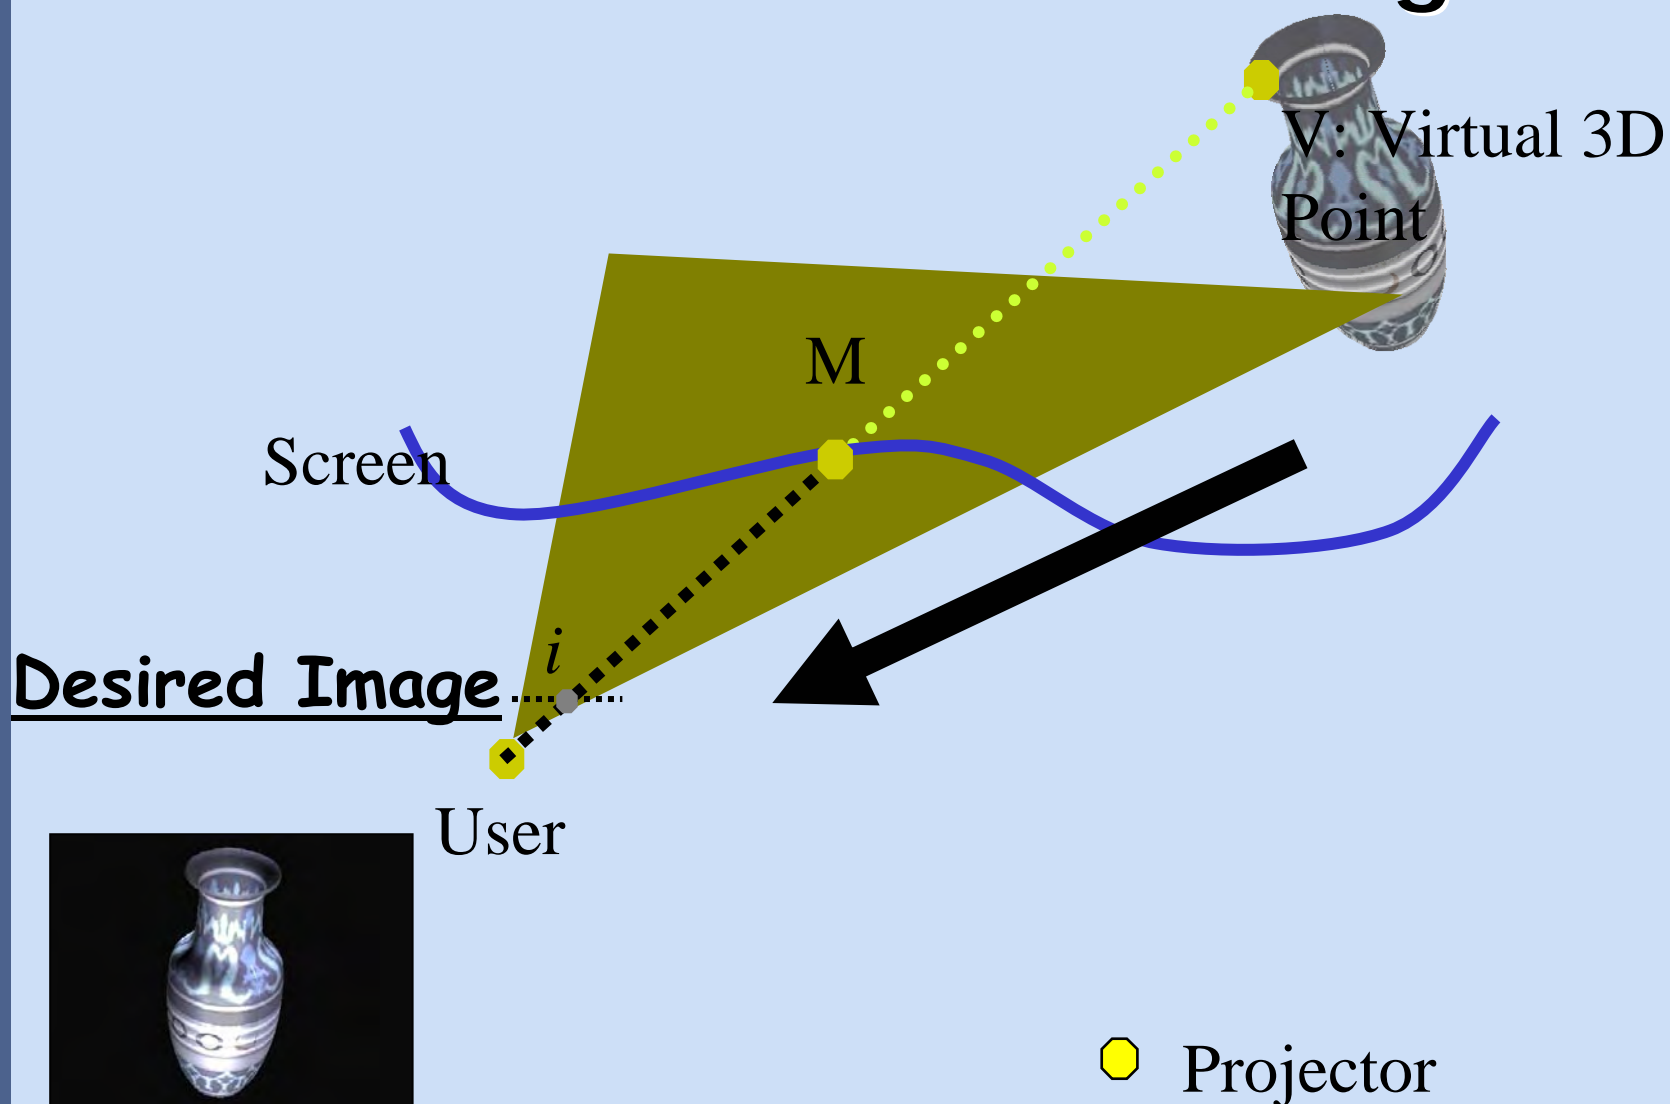 V: Virtual 3D
Point
M
Screen
i
Desired Image
User
Projector